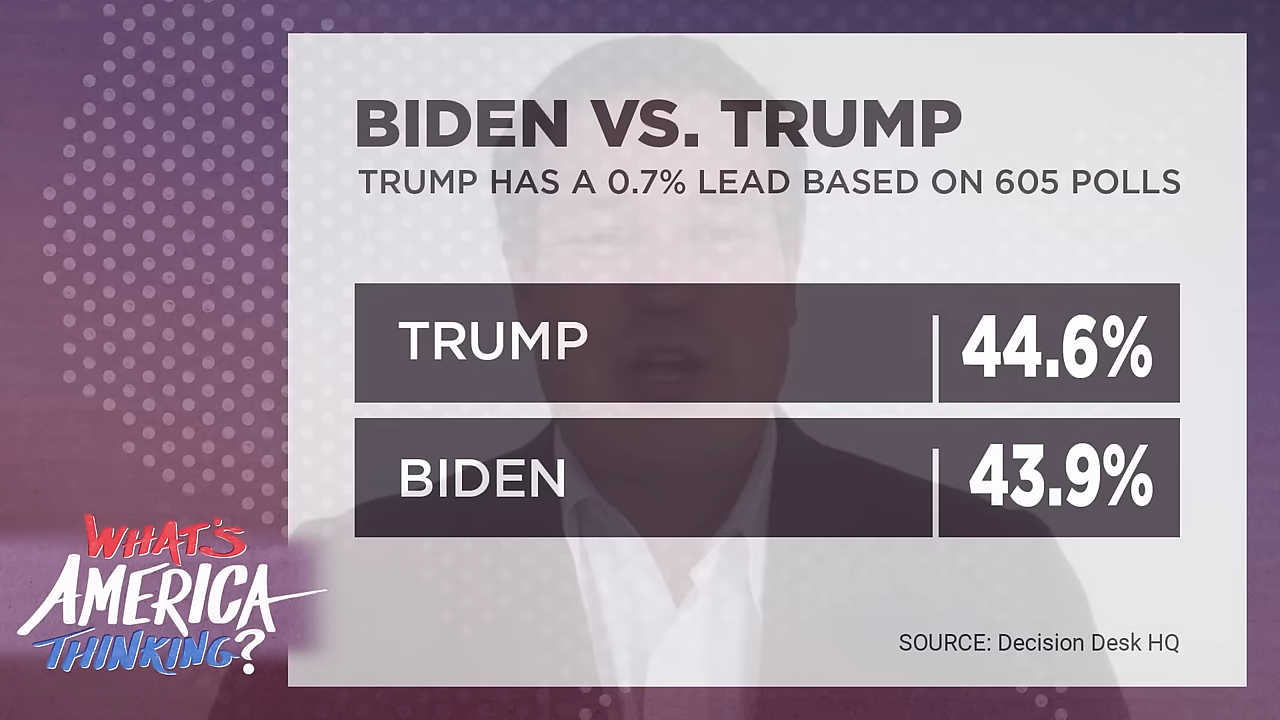 BIDEN VS. TRUMP
TRUMP HAS A 0.7% LEAD BASED ON 605 POLLS
TRUMP 44.6%
BIDEN 43.9%
WHAT'S
AMERICA
THINKING?
SOURCE: Decision Desk HQ